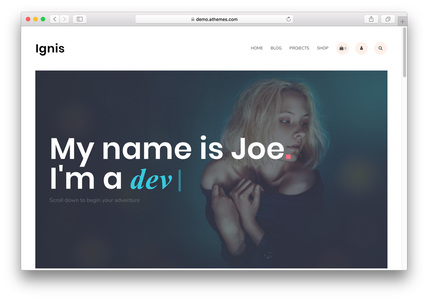 demo.athemes.com
Ignis
HOME BLOG PROJECTS SHOP
My name is Joe.
I'm a dev
Scroll down to begin your adventure